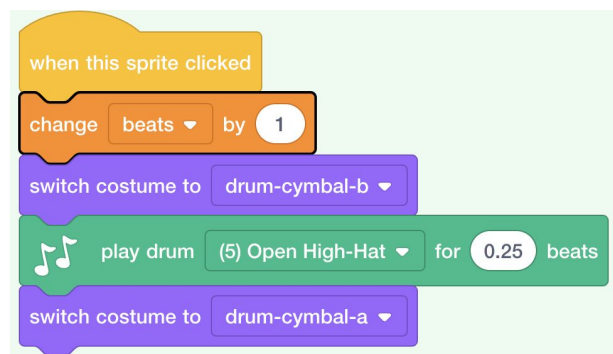 when this sprite clicked
change beats by 1
switch costume to drum-cymbal-b
play drum (5) Open High-Hat for 0.25 beats
switch costume to drum-cymbal-a